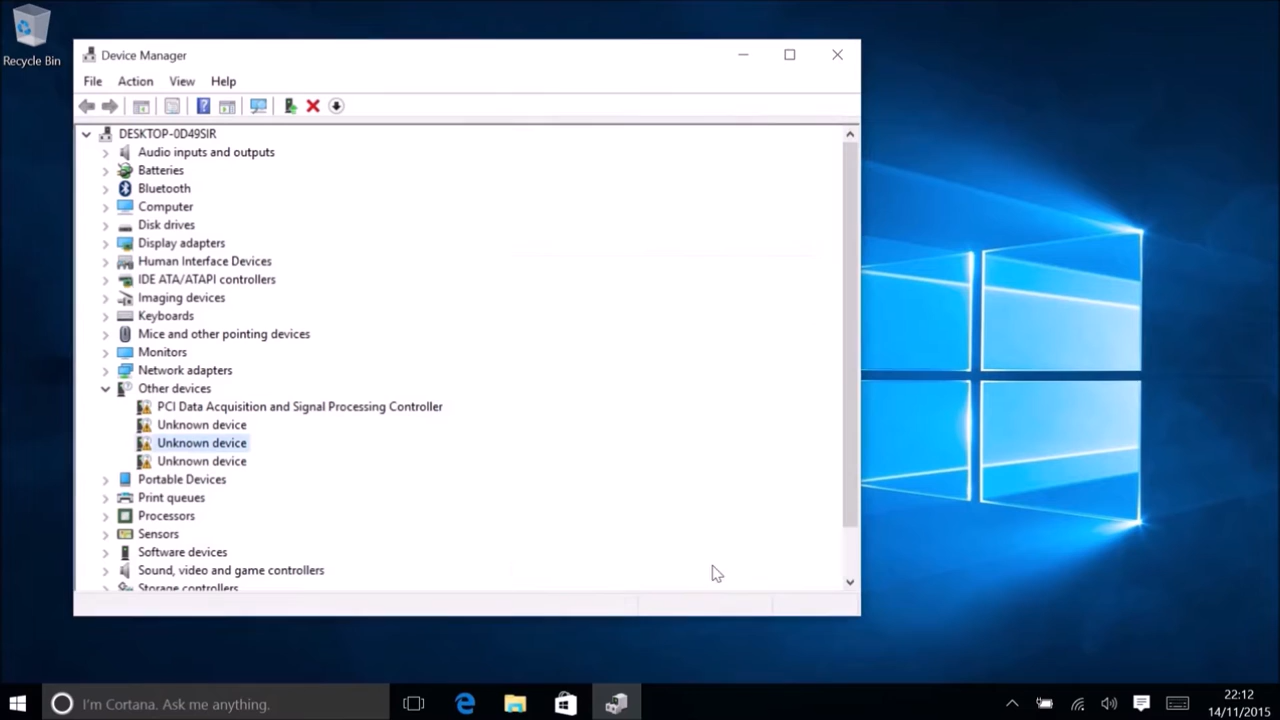 Recycle Bin
Device Manager
File Action View Help
DESKTOP-0D49SIR
Audio inputs and outputs
Batteries
Bluetooth
Computer
Disk drives
Display adapters
Human Interface Devices
IDE ATA/ATAPI controllers
Imaging devices
Keyboards
Mice and other pointing devices
Monitors
Network adapters
Other devices
PCI Data Acquisition and Signal Processing Controller
Unknown device
Unknown device
Unknown device
Portable Devices
Print queues
Processors
Sensors
Software devices
Sound, video and game controllers
Storage controllers
I'm Cortana. Ask me anything.
22:12
14/11/2015